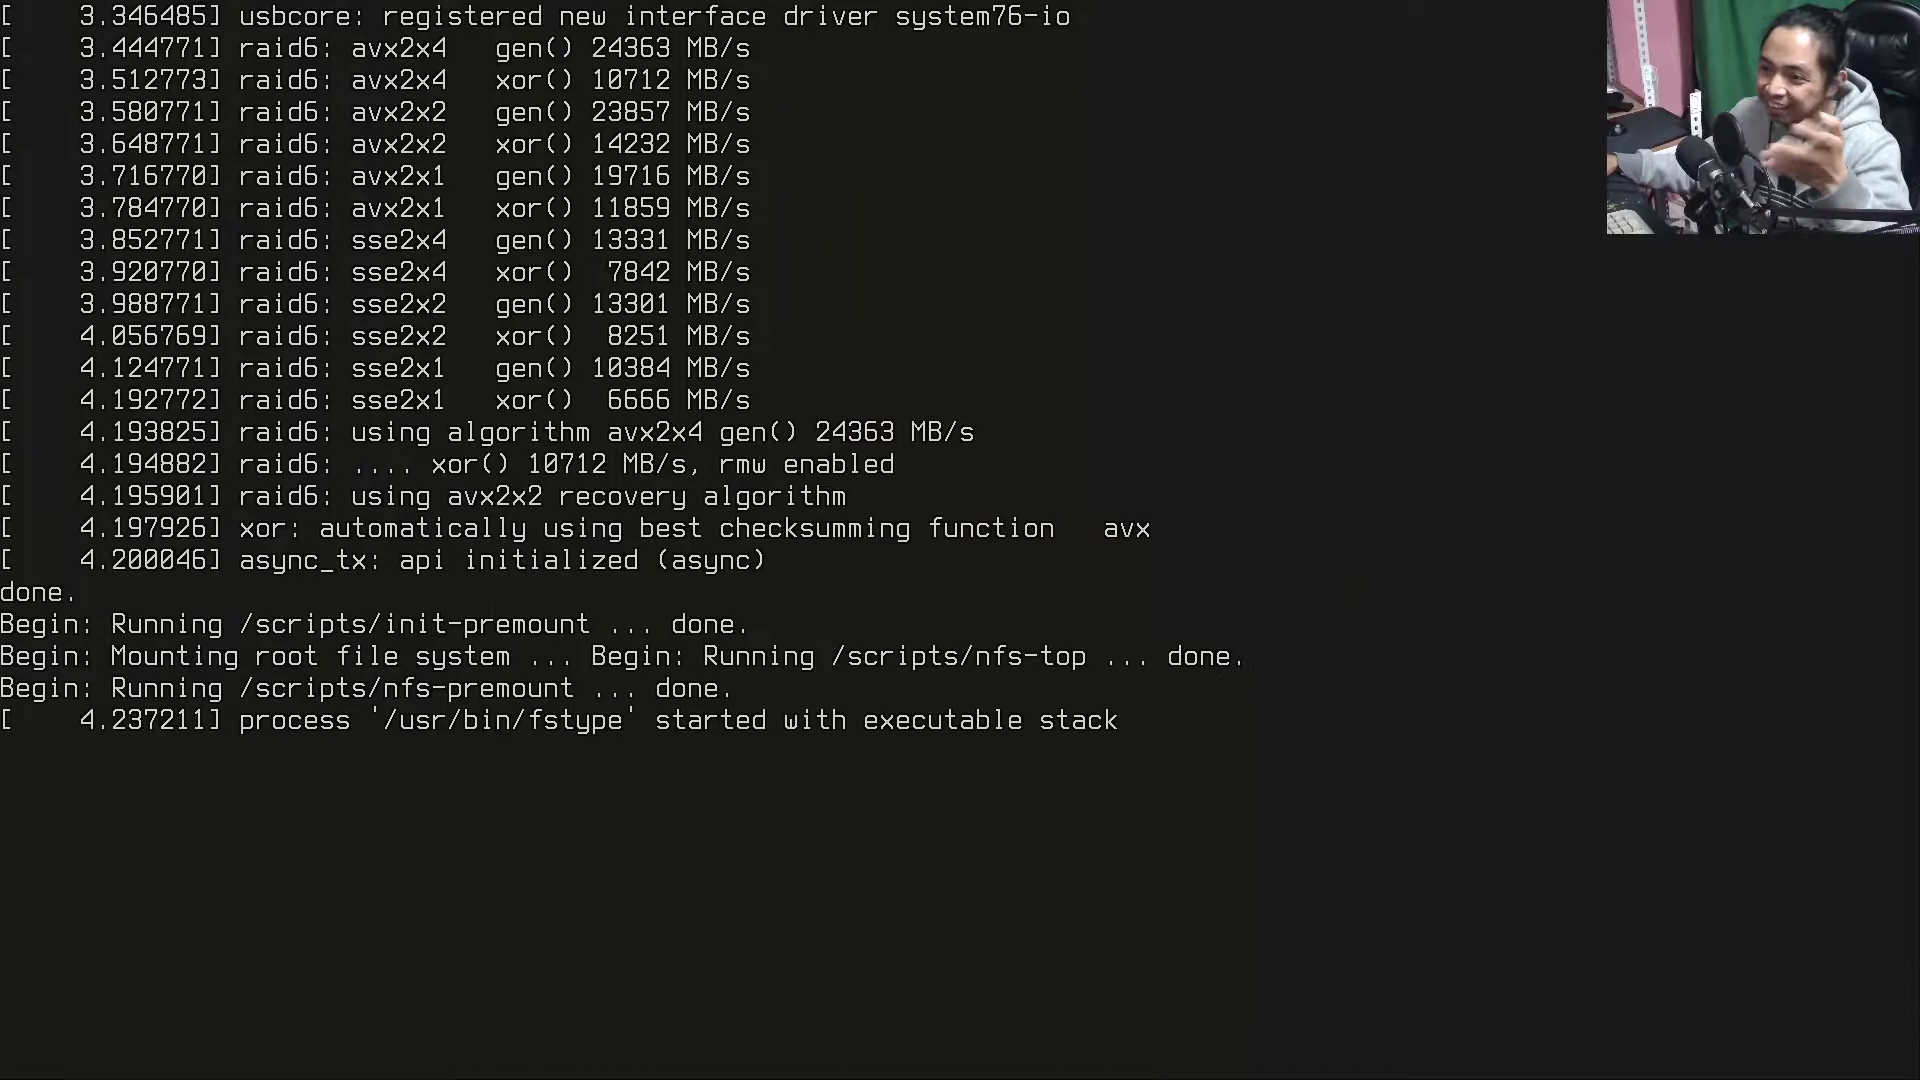 [    3.346485] usbcore: registered new interface driver system76-io
[    3.444771] raid6: avx2x4   gen() 24363 MB/s
[    3.512773] raid6: avx2x4   xor() 10712 MB/s
[    3.580771] raid6: avx2x2   gen() 23857 MB/s
[    3.648771] raid6: avx2x2   xor() 14232 MB/s
[    3.716770] raid6: avx2x1   gen() 19716 MB/s
[    3.784770] raid6: avx2x1   xor() 11859 MB/s
[    3.852771] raid6: sse2x4   gen() 13331 MB/s
[    3.920770] raid6: sse2x4   xor()  7842 MB/s
[    3.988771] raid6: sse2x2   gen() 13301 MB/s
[    4.056769] raid6: sse2x2   xor()  8251 MB/s
[    4.124771] raid6: sse2x1   gen() 10384 MB/s
[    4.192772] raid6: sse2x1   xor()  6666 MB/s
[    4.193825] raid6: using algorithm avx2x4 gen() 24363 MB/s
[    4.194882] raid6: .... xor() 10712 MB/s, rmw enabled
[    4.195901] raid6: using avx2x2 recovery algorithm
[    4.197926] xor: automatically using best checksumming function   avx
[    4.200046] async_tx: api initialized (async)
done.
Begin: Running /scripts/init-premount ... done.
Begin: Mounting root file system ... Begin: Running /scripts/nfs-top ... done.
Begin: Running /scripts/nfs-premount ... done.
[    4.237211] process '/usr/bin/fstype' started with executable stack